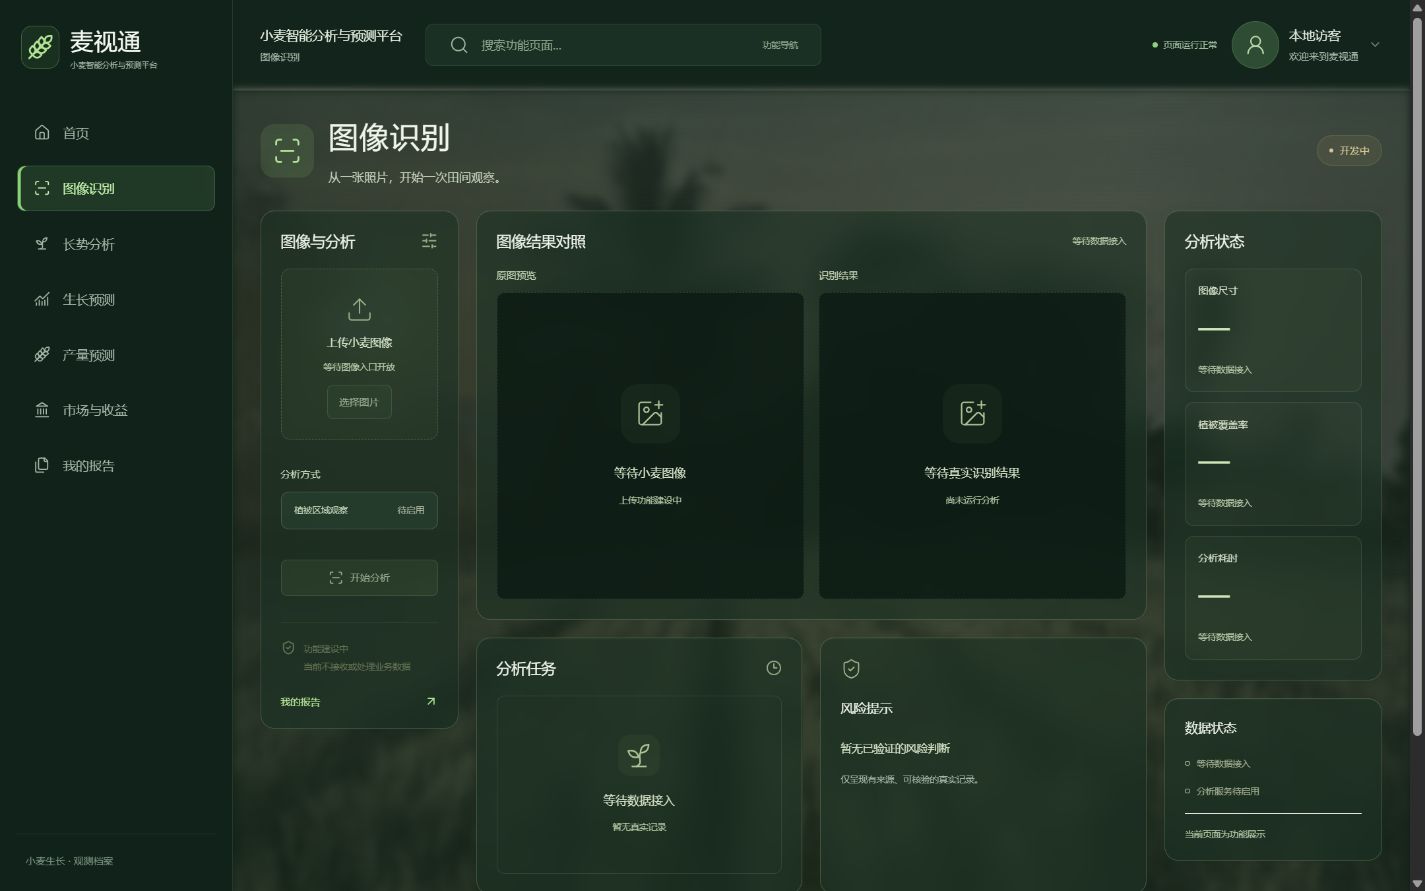 麦视通
小麦智能分析与预测平台
首页
图像识别
长势分析
生长预测
产量预测
市场与收益
我的报告
小麦生长 · 观测档案
小麦智能分析与预测平台
图像识别
搜索功能页面...
功能导航
页面运行正常
本地访客
欢迎来到麦视通
图像识别
从一张照片，开始一次田间观察。
开发中
图像与分析
上传小麦图像
等待图像入口开放
选择图片
分析方式
植被区域观察
待启用
开始分析
功能建设中
当前不接收或处理业务数据
我的报告
图像结果对照
等待数据接入
原图预览
识别结果
等待小麦图像
上传功能建设中
等待真实识别结果
尚未运行分析
分析任务
等待数据接入
暂无真实记录
风险提示
暂无已验证的风险判断
仅呈现有来源、可核验的真实记录。
分析状态
图像尺寸
—
等待数据接入
植被覆盖率
—
等待数据接入
分析耗时
—
等待数据接入
数据状态
等待数据接入
分析服务待启用
当前页面为功能展示